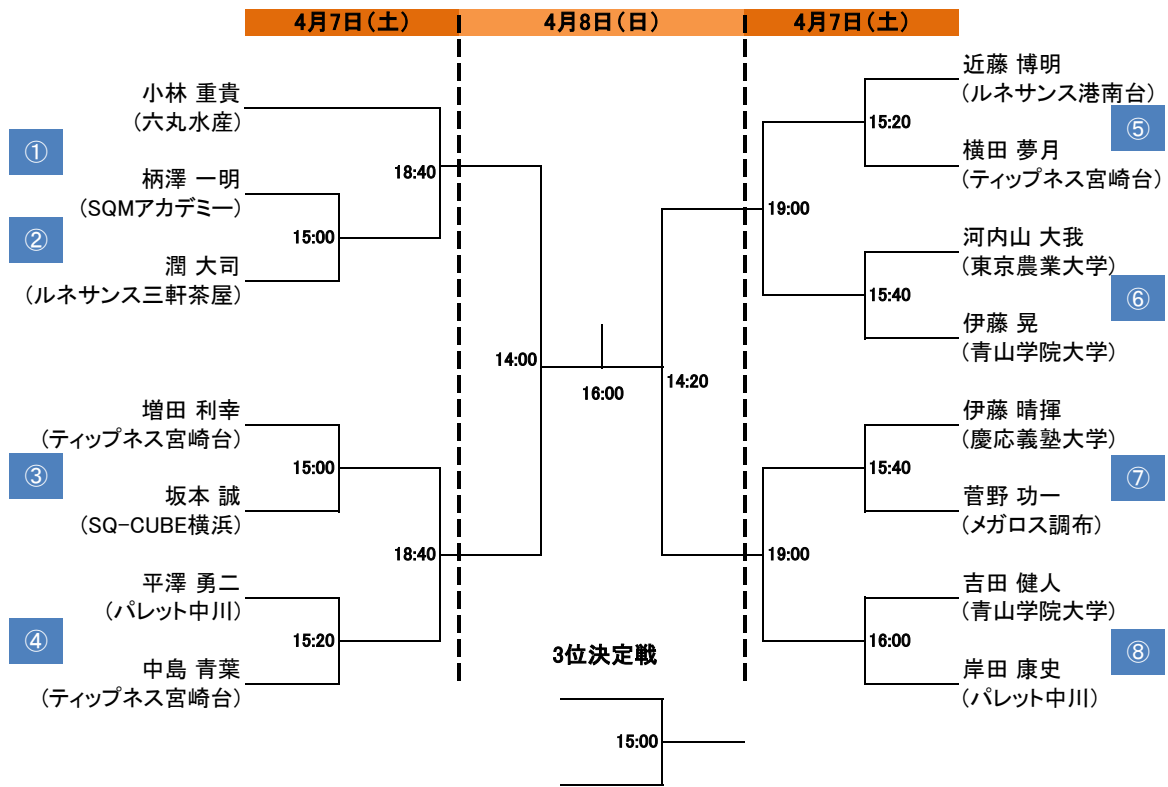 4月7日(土)
4月8日(日)
4月7日(土)
小林 重貴
(六丸水産)
①
柄澤 一明
(SQMアカデミー)
②
潤 大司
(ルネサンス三軒茶屋)
15:00
18:40
増田 利幸
(ティップネス宮崎台)
③
坂本 誠
(SQ-CUBE横浜)
15:00
平澤 勇二
(パレット中川)
④
中島 青葉
(ティップネス宮崎台)
15:20
18:40
14:00
16:00
14:20
近藤 博明
(ルネサンス港南台)
⑤
横田 夢月
(ティップネス宮崎台)
15:20
19:00
河内山 大我
(東京農業大学)
⑥
伊藤 晃
(青山学院大学)
15:40
伊藤 晴揮
(慶応義塾大学)
⑦
菅野 功一
(メガロス調布)
15:40
19:00
吉田 健人
(青山学院大学)
⑧
岸田 康史
(パレット中川)
16:00
3位決定戦
15:00